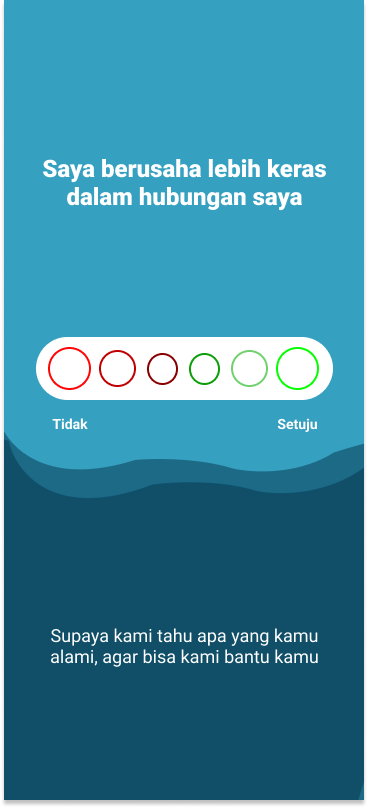 Saya berusaha lebih keras
dalam hubungan saya
Tidak
Setuju
Supaya kami tahu apa yang kamu
alami, agar bisa kami bantu kamu